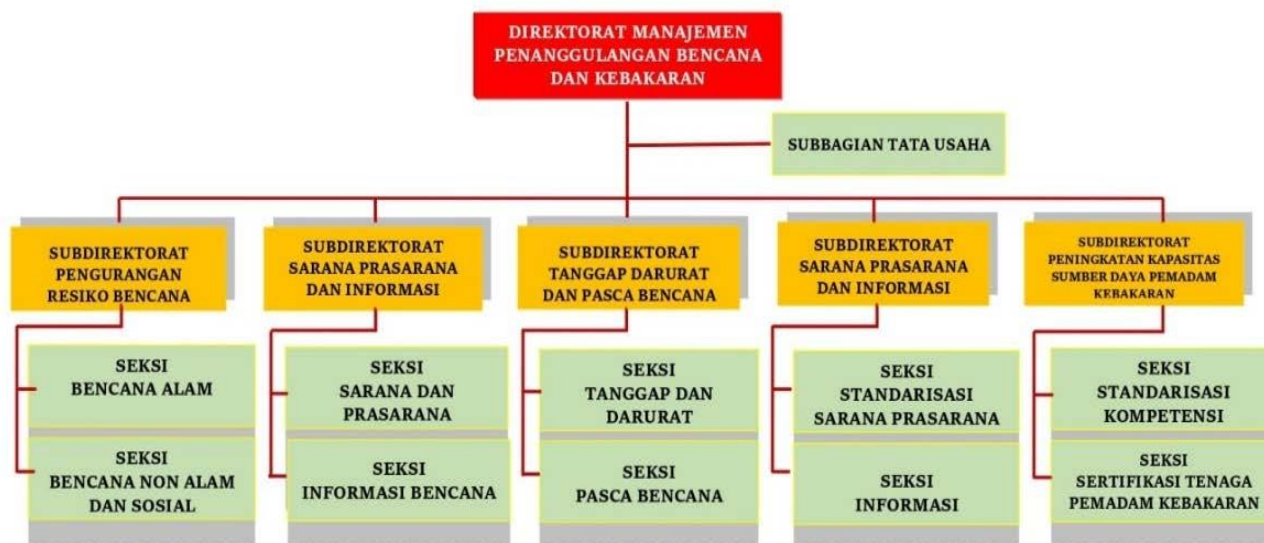 DIREKTORAT MANAJEMEN
PENANGGULANGAN BENCANA
DAN KEBAKARAN
SUBBAGIAN TATA USAHA
SUBDIREKTORAT
PENGURANGAN
RESIKO BENCANA
SUBDIREKTORAT
SARANA PRASARANA
DAN INFORMASI
SUBDIREKTORAT
TANGGAP DARURAT
DAN PASCA BENCANA
SUBDIREKTORAT
SARANA PRASARANA
DAN INFORMASI
SUBDIREKTORAT
PENINGKATAN KAPASITAS
SUMBER DAYA PEMADAM
KEBAKARAN
SEKSI
BENCANA ALAM
SEKSI
SARANA DAN
PRASARANA
SEKSI
TANGGAP DAN
DARURAT
SEKSI
STANDARISASI
SARANA PRASARANA
SEKSI
STANDARISASI
KOMPETENSI
SEKSI
BENCANA NON ALAM
DAN SOSIAL
SEKSI
INFORMASI BENCANA
SEKSI
PASCA BENCANA
SEKSI
INFORMASI
SEKSI
SERTIFIKASI TENAGA
PEMADAM KEBAKARAN